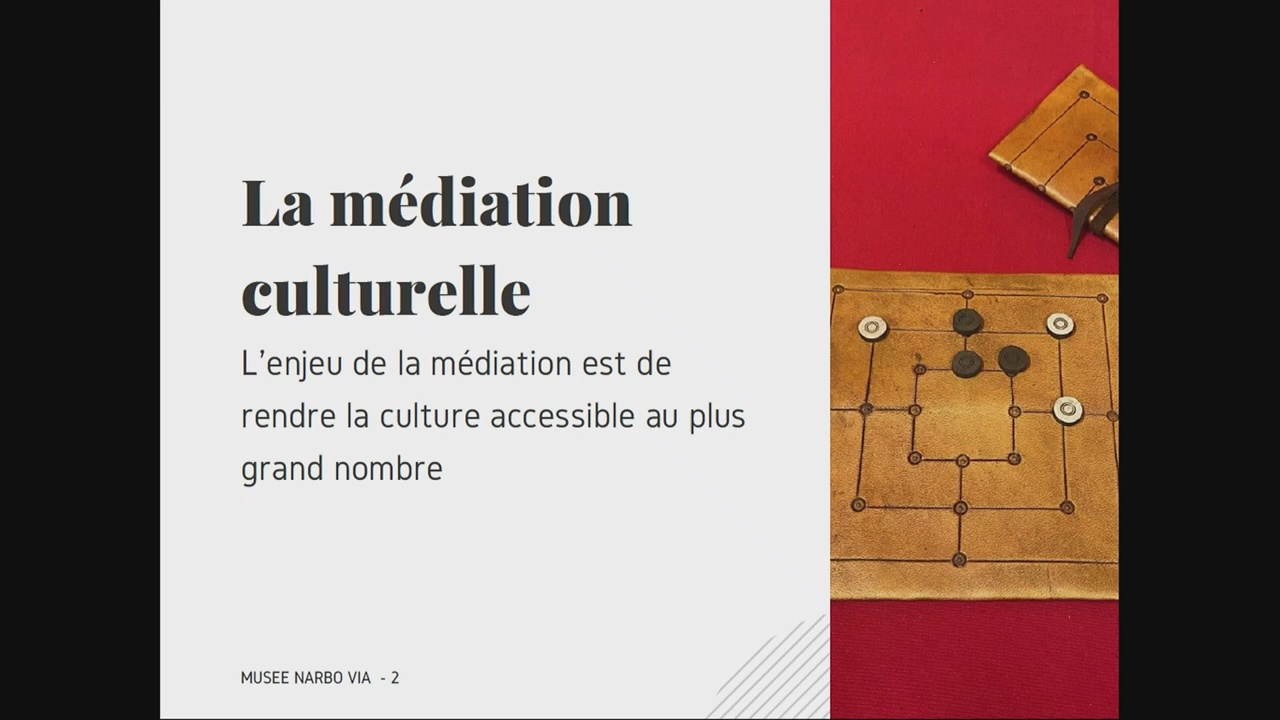 La médiation
culturelle
L'enjeu de la médiation est de
rendre la culture accessible au plus
grand nombre
MUSEE NARBO VIA - 2